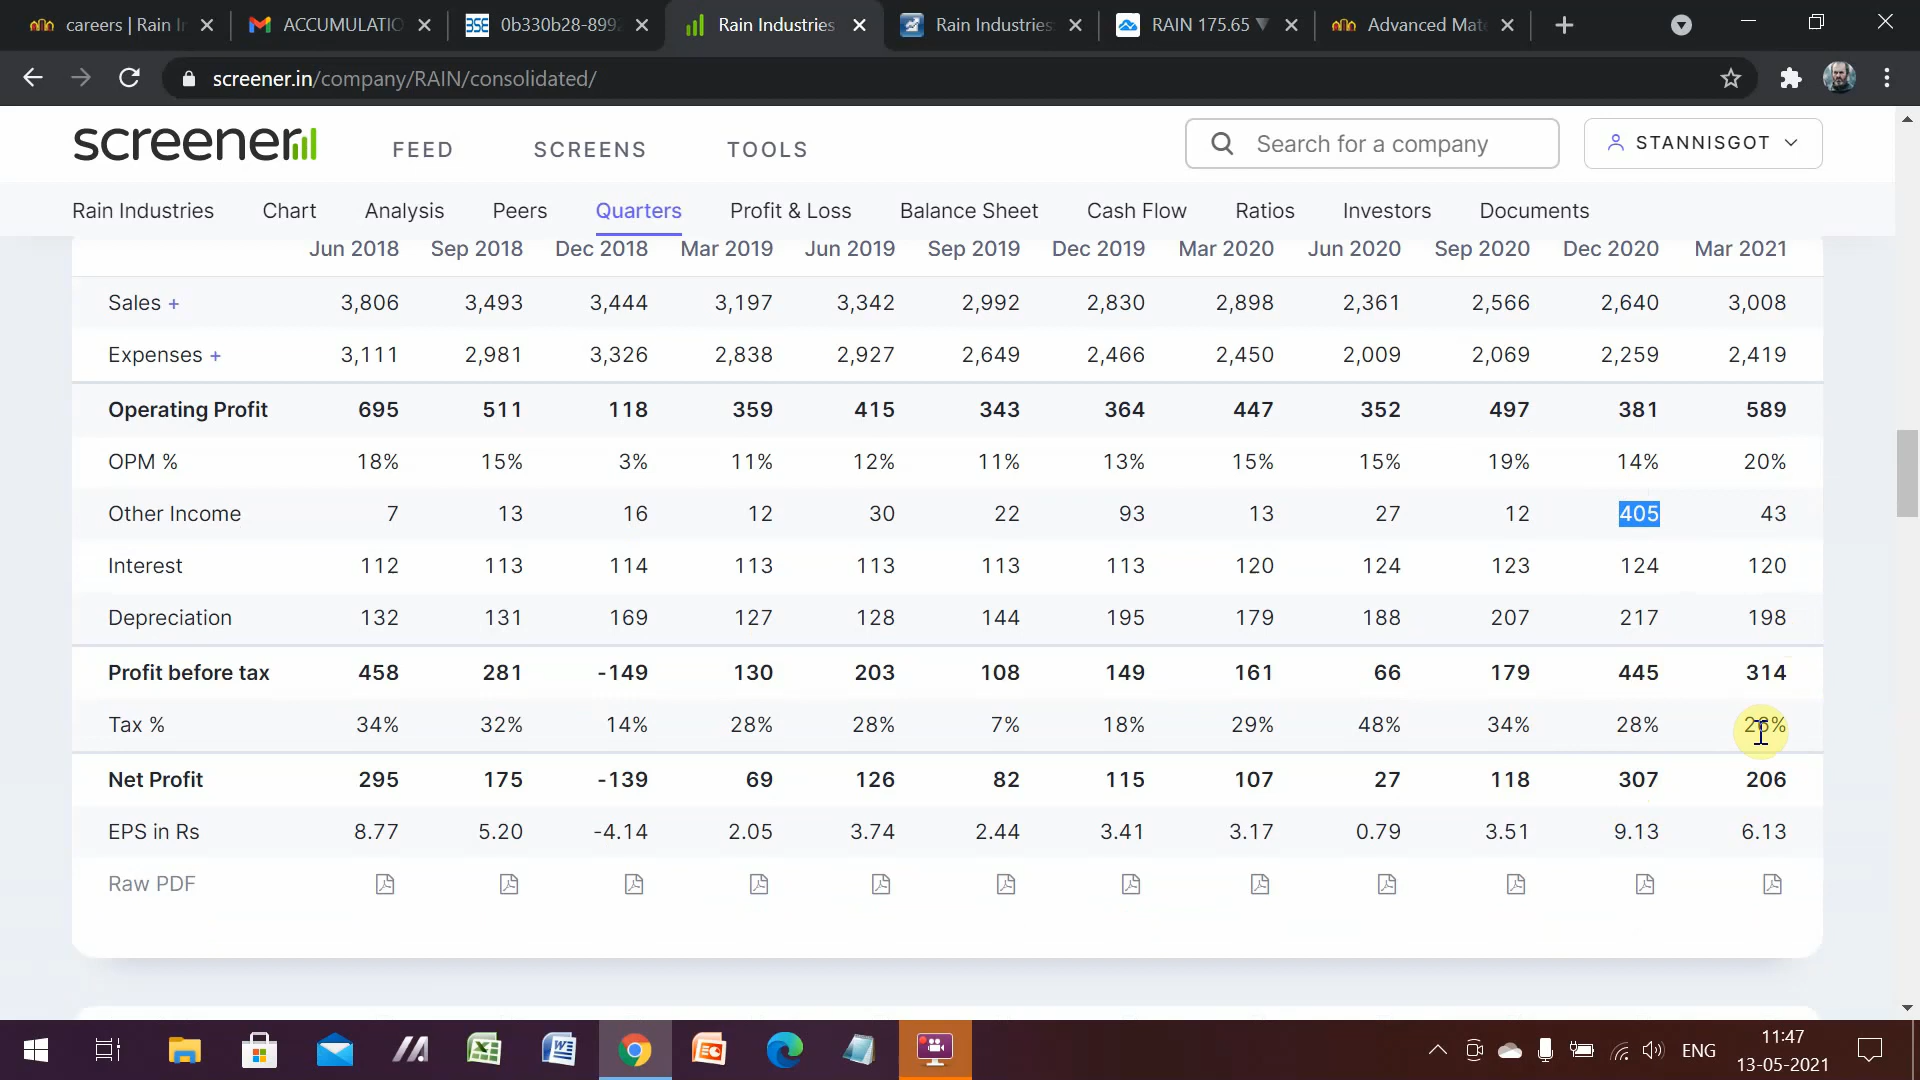 careers | Rain I
ACCUMULATIO
BSE 0b330b28-899
Rain Industries
Rain Industries
RAIN 175.65 ▼
Advanced Mate
screener.in/company/RAIN/consolidated/
screener FEED SCREENS TOOLS Search for a company STANNISGOT
Rain Industries Chart Analysis Peers Quarters Profit & Loss Balance Sheet Cash Flow Ratios Investors Documents
Jun 2018 Sep 2018 Dec 2018 Mar 2019 Jun 2019 Sep 2019 Dec 2019 Mar 2020 Jun 2020 Sep 2020 Dec 2020 Mar 2021
Sales + 3,806 3,493 3,444 3,197 3,342 2,992 2,830 2,898 2,361 2,566 2,640 3,008
Expenses + 3,111 2,981 3,326 2,838 2,927 2,649 2,466 2,450 2,009 2,069 2,259 2,419
Operating Profit 695 511 118 359 415 343 364 447 352 497 381 589
OPM % 18% 15% 3% 11% 12% 11% 13% 15% 15% 19% 14% 20%
Other Income 7 13 16 12 30 22 93 13 27 12 405 43
Interest 112 113 114 113 113 113 113 120 124 123 124 120
Depreciation 132 131 169 127 128 144 195 179 188 207 217 198
Profit before tax 458 281 -149 130 203 108 149 161 66 179 445 314
Tax % 34% 32% 14% 28% 28% 7% 18% 29% 48% 34% 28% 26%
Net Profit 295 175 -139 69 126 82 115 107 27 118 307 206
EPS in Rs 8.77 5.20 -4.14 2.05 3.74 2.44 3.41 3.17 0.79 3.51 9.13 6.13
Raw PDF
ENG
11:47
13-05-2021